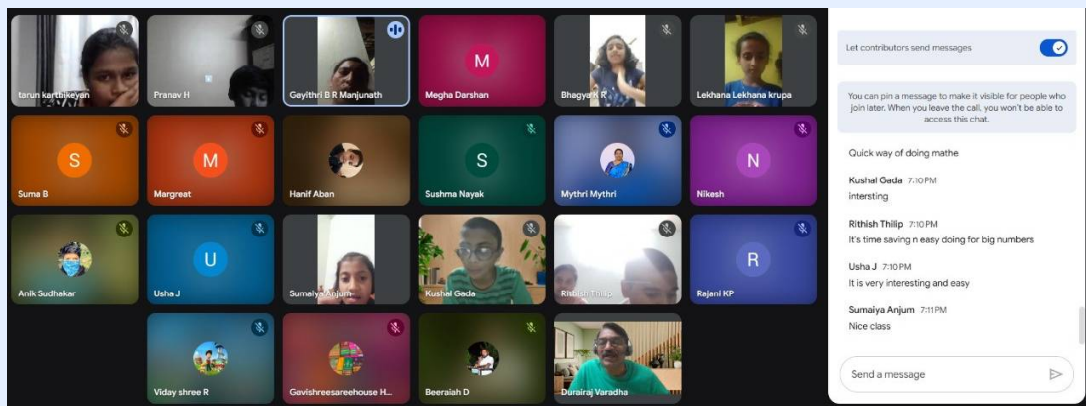 tarun karthikeyan
Pranav H
Gayithri B R Manjunath
M
Megha Darshan
Bhagya K R
Lekhana Lekhana krupa
S
Suma B
M
Margreat
Hanif Aban
S
Sushma Nayak
Mythri Mythri
N
Nikesh
Anik Sudhakar
U
Usha J
Sumaiya Anjum
Kushal Gada
Rithish Thilip
R
Rajani KP
Viday shree R
Gavishreesareehouse H...
Beeraiah D
Durairaj Varadha
Let contributors send messages
You can pin a message to make it visible for people who
join later. When you leave the call, you won't be able to
access this chat.
Quick way of doing mathe
Kushal Gada 7:10 PM
intersting
Rithish Thilip 7:10 PM
It's time saving n easy doing for big numbers
Usha J 7:10 PM
It is very interesting and easy
Sumaiya Anjum 7:11 PM
Nice class
Send a message